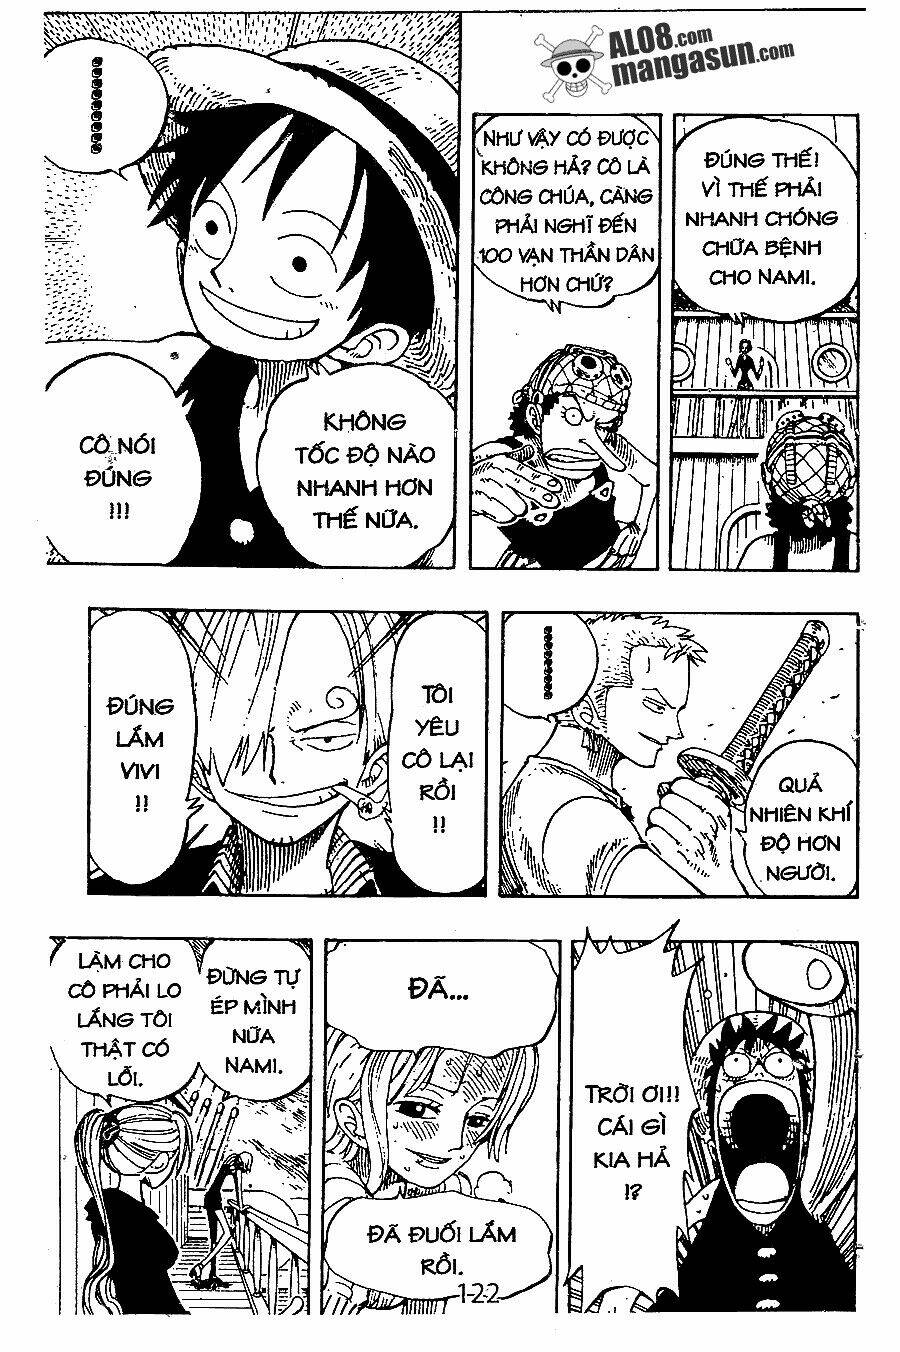 AL08.com
mangasun.com
ĐÚNG THẾ!
VÌ THẾ PHẢI
NHANH CHÓNG
CHỮA BỆNH
CHO NAMI.
NHƯ VẬY CÓ ĐƯỢC
KHÔNG HẢ? CÔ LÀ
CÔNG CHÚA, CÀNG
PHẢI NGHĨ ĐẾN
100 VẠN THẦN DÂN
HƠN CHỨ?
KHÔNG
TỐC ĐỘ NÀO
NHANH HƠN
THẾ NỮA.
CÔ NÓI
ĐÚNG
!!!
QUẢ
NHIÊN KHÍ
ĐỘ HƠN
NGƯỜI.
TÔI
YÊU
CÔ LẠI
RỒI
!!
ĐÚNG
LẮM
VIVI
!!
TRỜI ƠI!!!
CÁI GÌ
KIA HẢ
!?
ĐÃ...
ĐÃ ĐUỐI LẮM
RỒI.
ĐỪNG TỰ
ÉP MÌNH
NỮA
NAMI.
LÀM CHO
CÔ PHẢI LO
LẮNG TÔI
THẬT CÓ
LỖI.
122